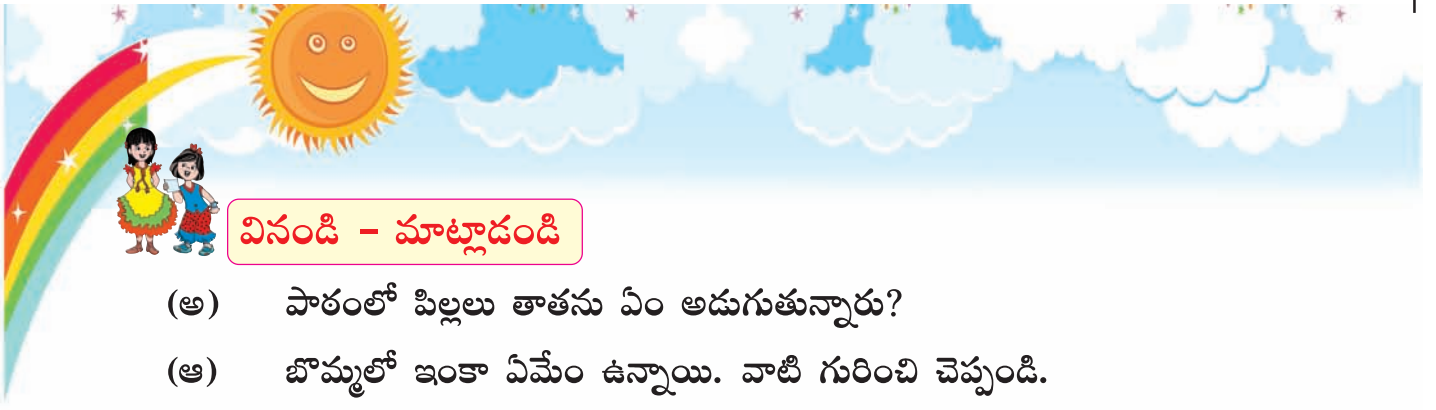 వినండి – మాట్లాడండి
(అ) పాఠంలో పిల్లలు తాతను ఏం అడుగుతున్నారు?
(ఆ) బొమ్మలో ఇంకా ఏమేం ఉన్నాయి. వాటి గురించి చెప్పండి.